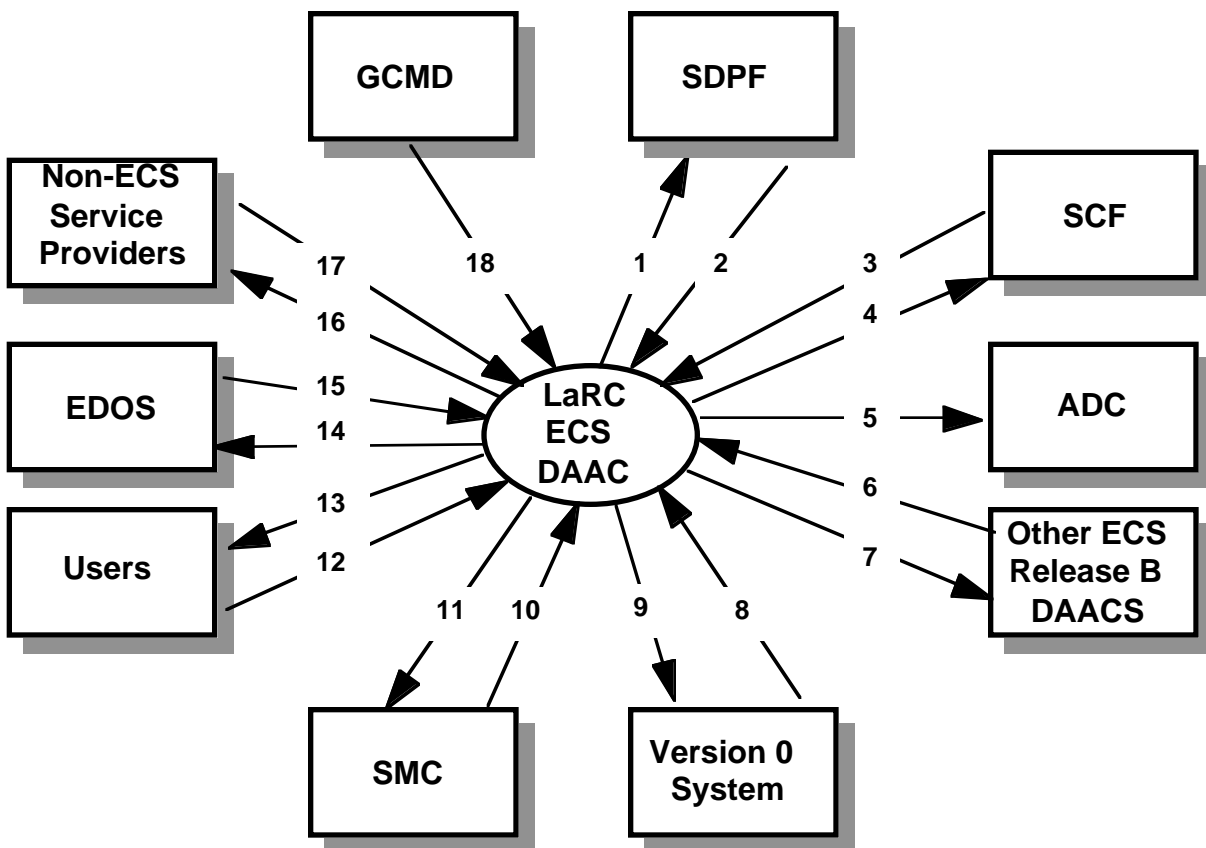 GCMD
SDPF
Non-ECS
Service
Providers
SCF
17
18
1
2
3
16
4
EDOS
15
14
LaRC
ECS
DAAC
5
ADC
6
13
Users
12
7
Other ECS
Release B
DAACS
11
10
9
8
SMC
Version 0
System